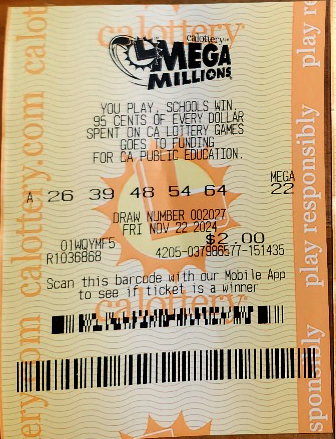 calottery
calottery
MEGA
MILLIONS
YOU PLAY, SCHOOLS WIN.
95 CENTS OF EVERY DOLLAR
SPENT ON CA LOTTERY GAMES
GOES TO FUNDING
FOR CA PUBLIC EDUCATION.
MEGA
A 26 39 48 54 64 22
DRAW NUMBER 002027
FRI NOV 22 2024
$2.00
01WQYMF5
R1036868 4205-037986577-151435
Scan this barcode with our Mobile App
to see if ticket is a winner
calottery
calottery.com
play responsibly